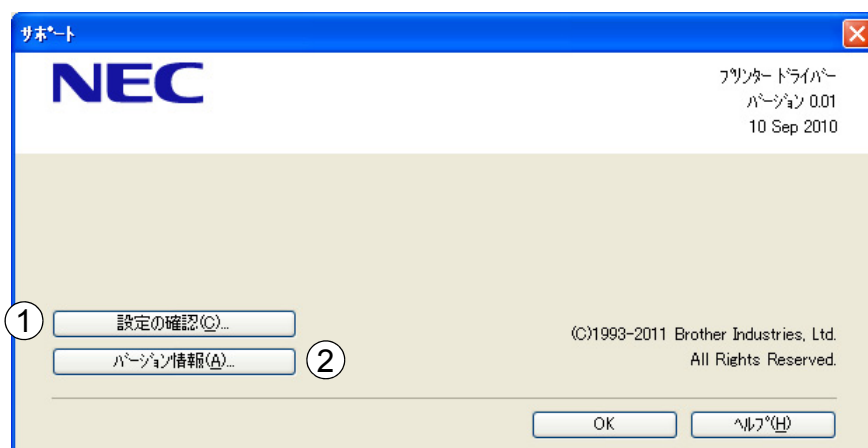 サポート
NEC
プリンター ドライバー
バージョン 0.01
10 Sep 2010
① 設定の確認(C)...
バージョン情報(A)... ②
(C)1993-2011 Brother Industries, Ltd.
All Rights Reserved.
OK ヘルプ(H)